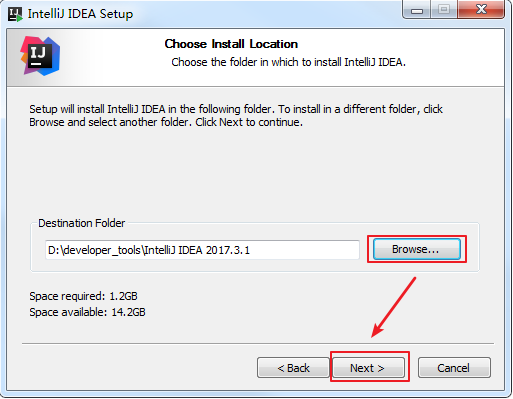 IntelliJ IDEA Setup
IJ
Choose Install Location
Choose the folder in which to install IntelliJ IDEA.
Setup will install IntelliJ IDEA in the following folder. To install in a different folder, click
Browse and select another folder. Click Next to continue.
Destination Folder
D:\developer_tools\IntelliJ IDEA 2017.3.1
Browse...
Space required: 1.2GB
Space available: 14.2GB
< Back
Next >
Cancel